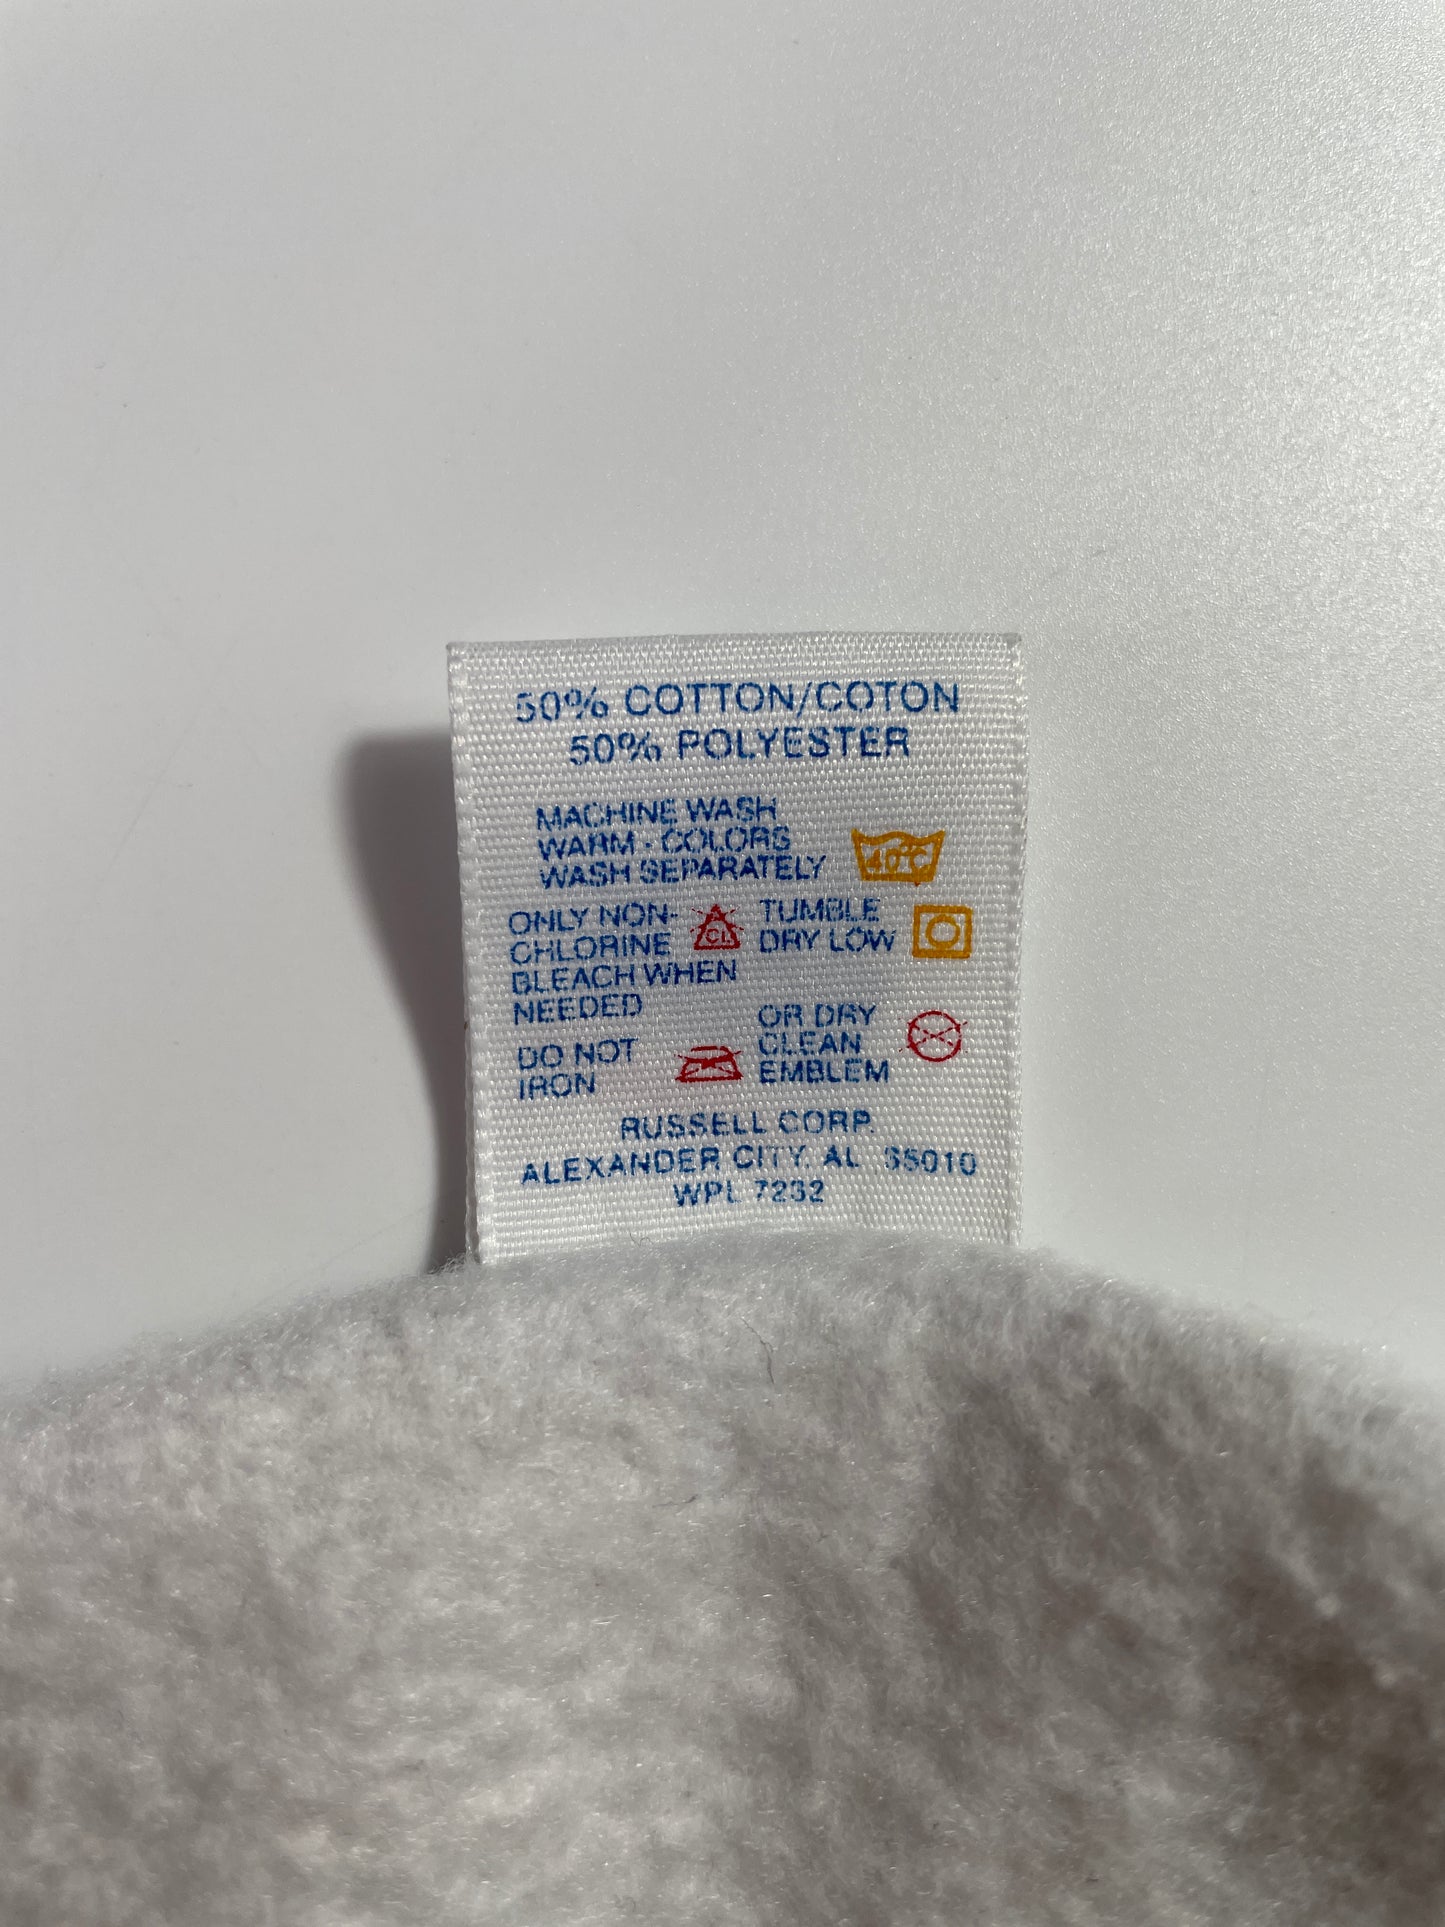 50% COTTON/COTON
50% POLYESTER
MACHINE WASH
WARM - COLORS
WASH SEPARATELY
40°C
ONLY NON-
CHLORINE
BLEACH WHEN
NEEDED
CL
TUMBLE
DRY LOW
DO NOT
IRON
OR DRY
CLEAN
EMBLEM
RUSSELL CORP.
ALEXANDER CITY, AL 35010
WPL 7232